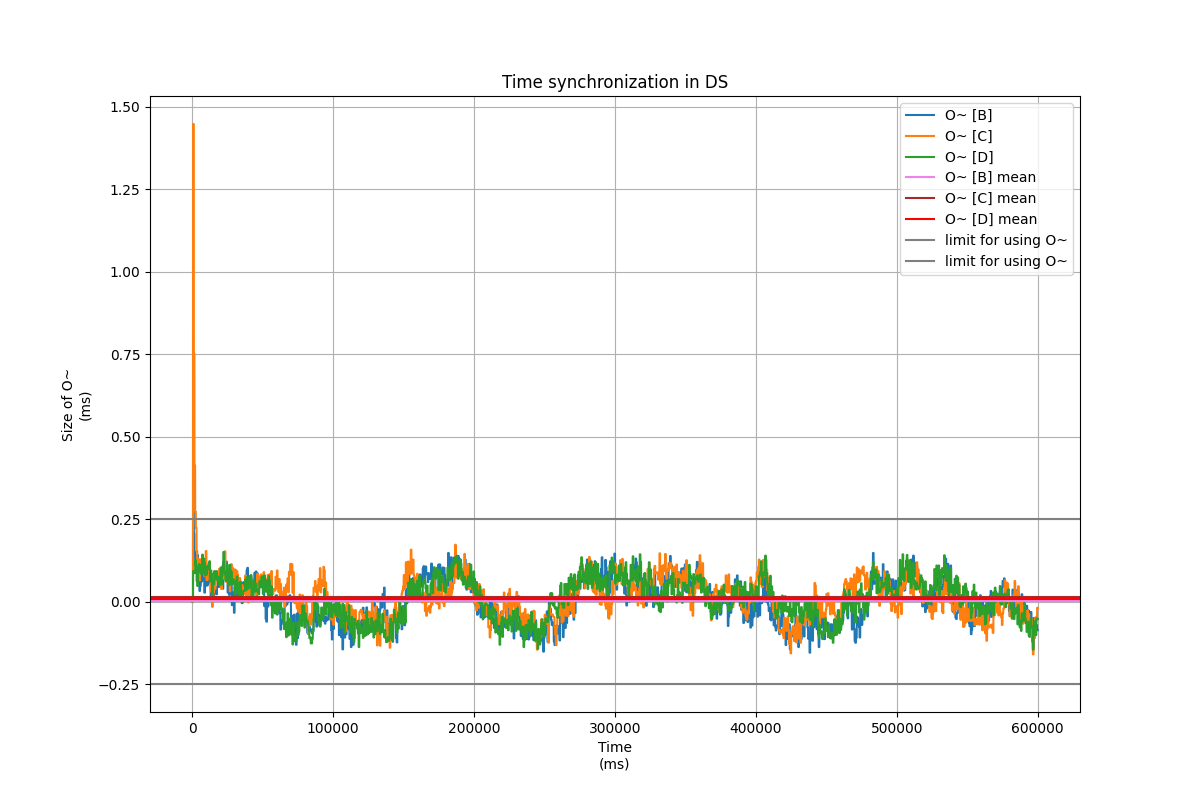 Time synchronization in DS
1.50
1.25
1.00
0.75
0.50
0.25
0.00
−0.25
Size of O~
(ms)
O~ [B]
O~ [C]
O~ [D]
O~ [B] mean
O~ [C] mean
O~ [D] mean
limit for using O~
limit for using O~
0 100000 200000 300000 400000 500000 600000
Time
(ms)